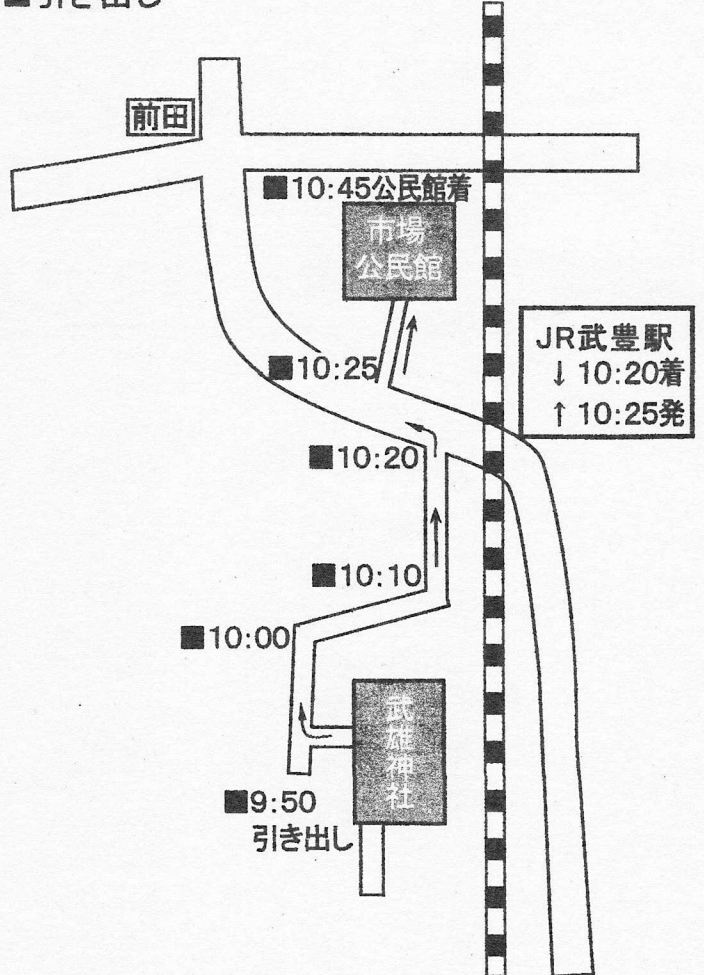 ■引き出し
前田
■10:45公民館着
市場
公民館
■10:25
JR武豊駅
↓10:20着
↑10:25発
■10:20
■10:10
■10:00
武雄神社
■9:50
引き出し